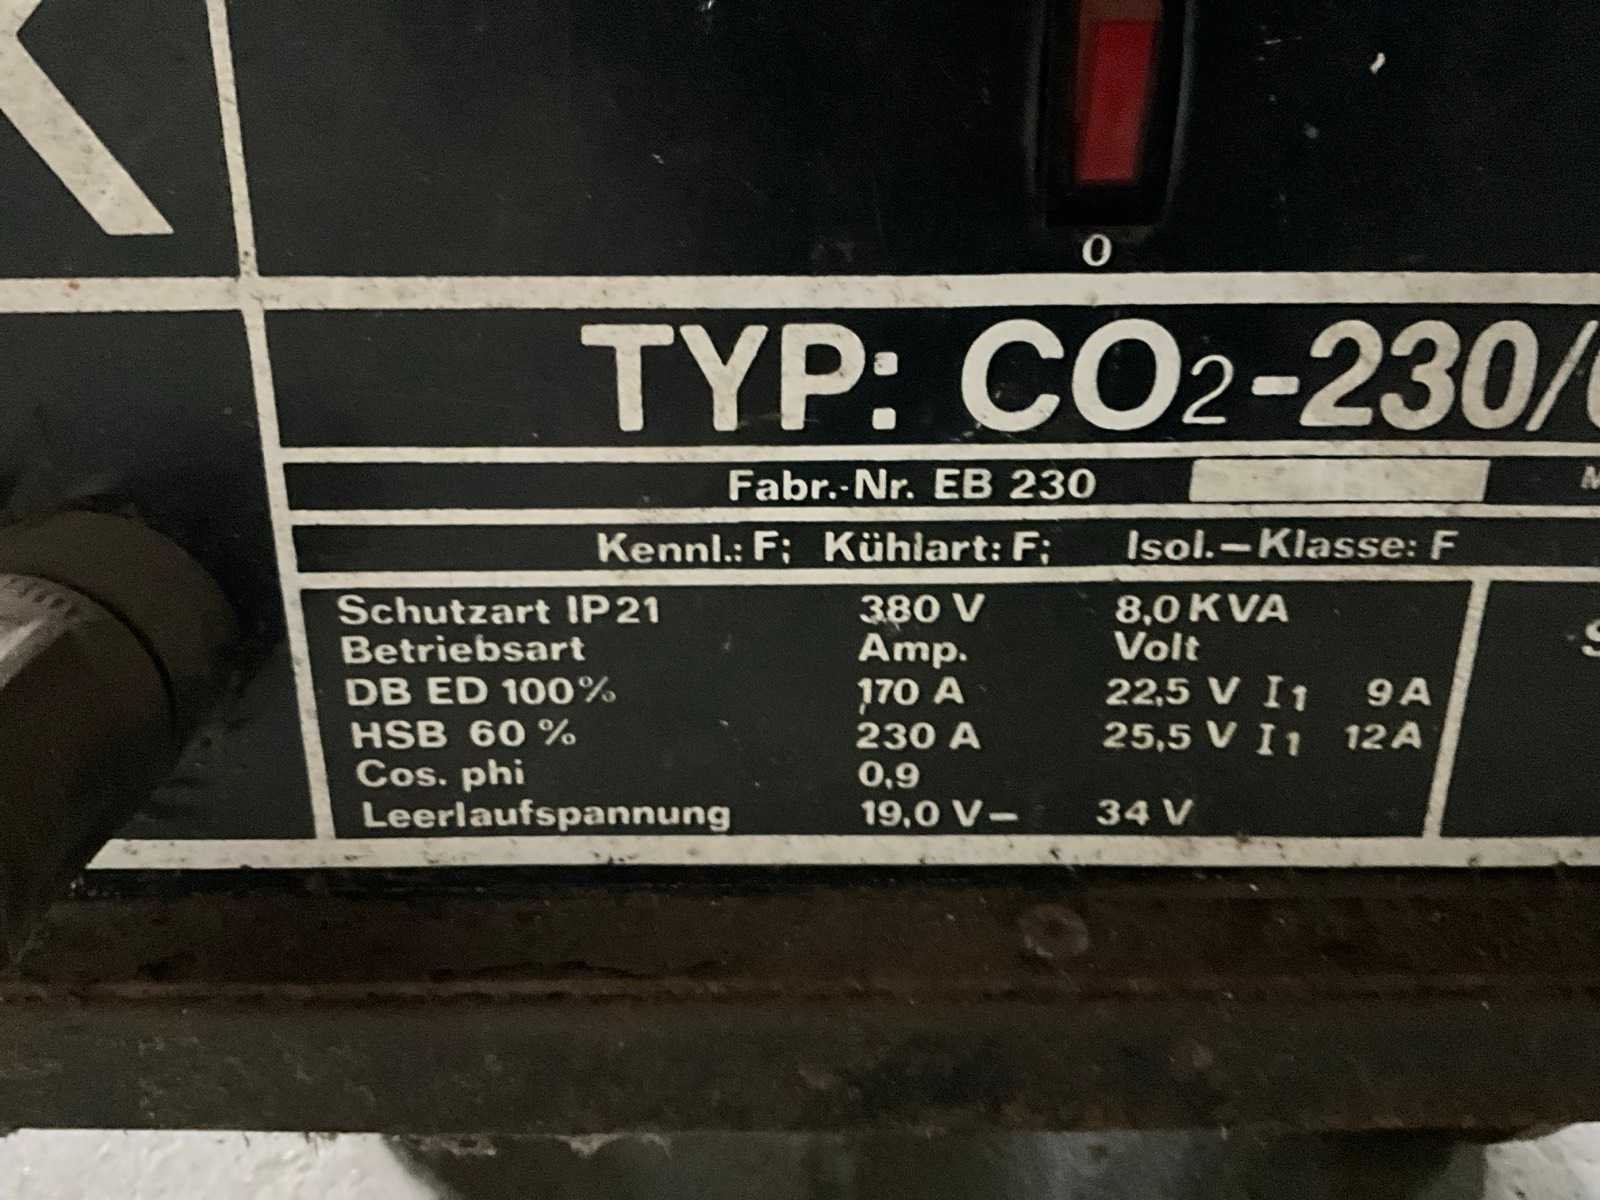 0
TYP: CO2-230/
Fabr.-Nr. EB 230
Kennl.: F; Kühlart: F; Isol.–Klasse: F
Schutzart IP21 380 V 8,0 KVA
Betriebsart Amp. Volt
DB ED 100% 170 A 22,5 V I1 9 A
HSB 60 % 230 A 25,5 V I1 12 A
Cos. phi 0,9
Leerlaufspannung 19,0 V – 34 V